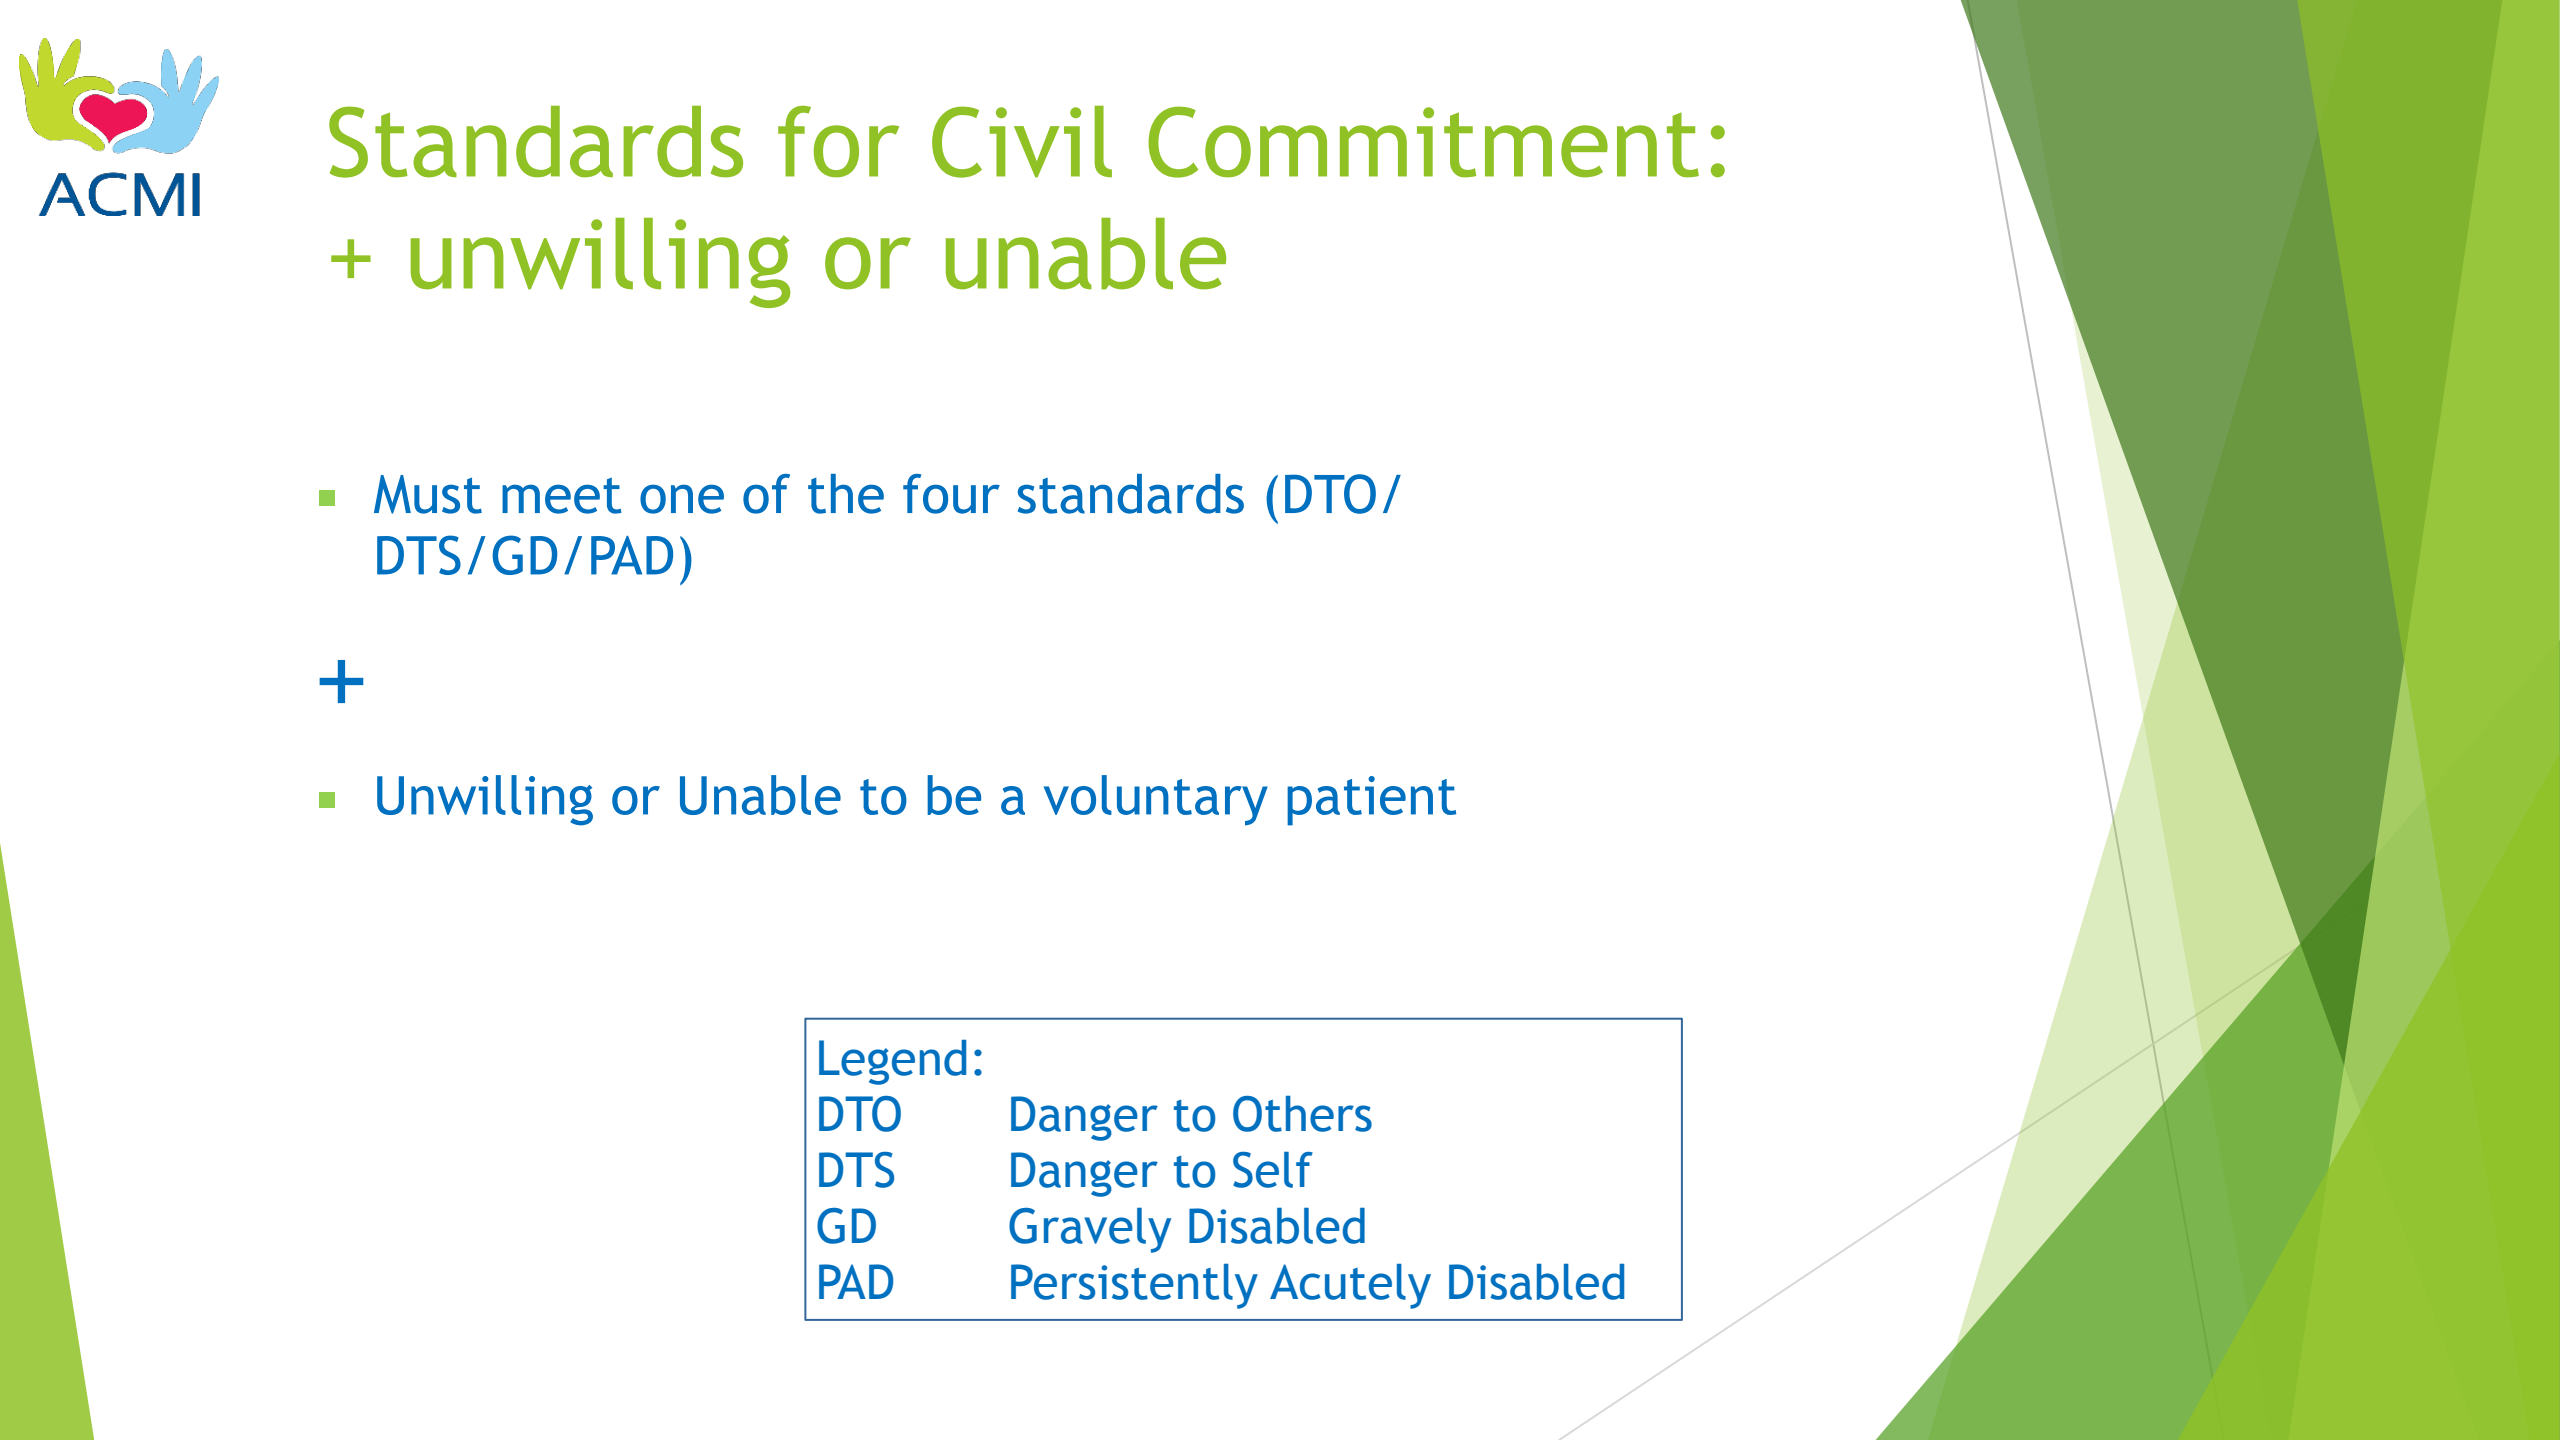 ACMI
Standards for Civil Commitment:
+ unwilling or unable
Must meet one of the four standards (DTO/
DTS/GD/PAD)
+
Unwilling or Unable to be a voluntary patient
Legend:
DTO Danger to Others
DTS Danger to Self
GD Gravely Disabled
PAD Persistently Acutely Disabled